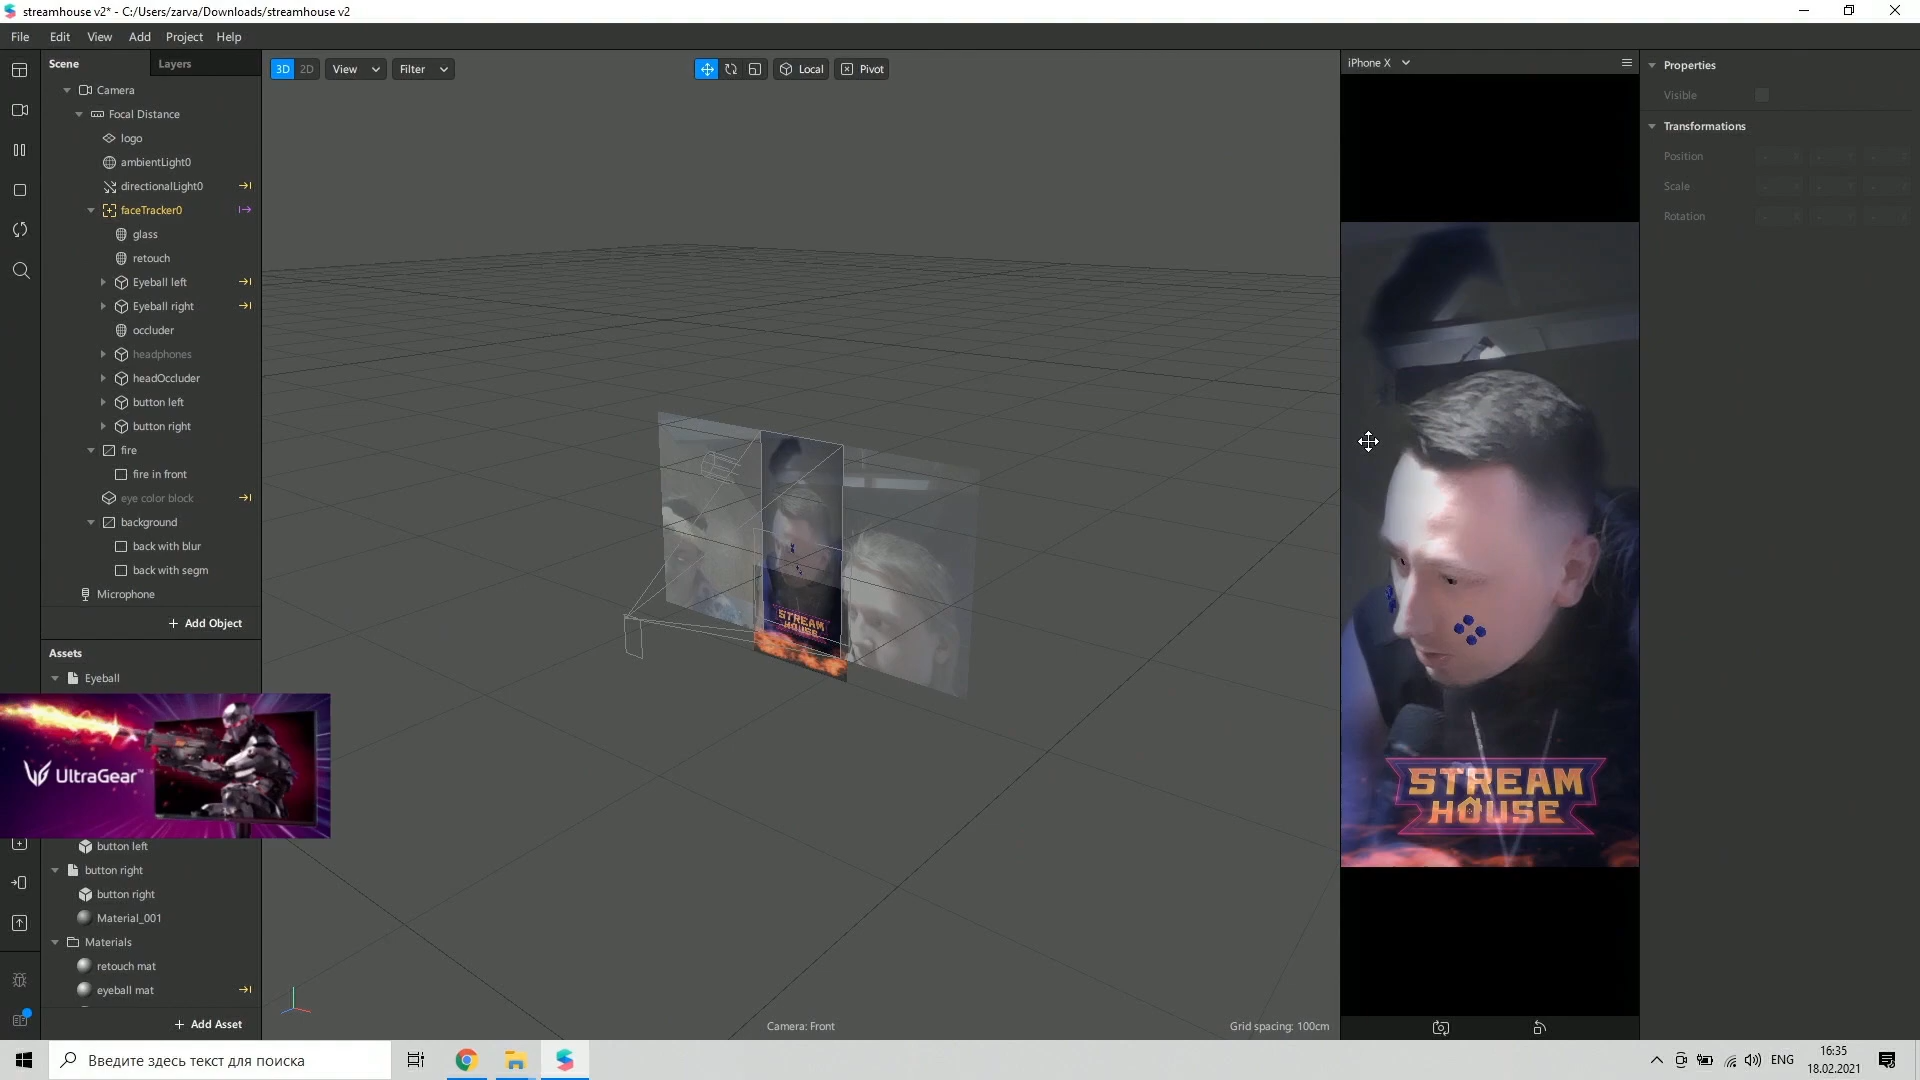 streamhouse v2* - C:/Users/zarva/Downloads/streamhouse v2
File Edit View Add Project Help
Scene Layers
Camera
Focal Distance
logo
ambientLight0
directionalLight0
faceTracker0
glass
retouch
Eyeball left
Eyeball right
occluder
headphones
headOccluder
button left
button right
fire
fire in front
eye color block
background
back with blur
back with segm
Microphone
+ Add Object
Assets
Eyeball
UltraGear™
button left
button right
button right
Material_001
Materials
retouch mat
eyeball mat
+ Add Asset
3D 2D View Filter
Local Pivot
STREAM
HOUSE
Camera: Front
Grid spacing: 100cm
iPhone X
STREAM
HOUSE
Properties
Visible
Transformations
Position
Scale
Rotation
Введите здесь текст для поиска
ENG
16:35
18.02.2021